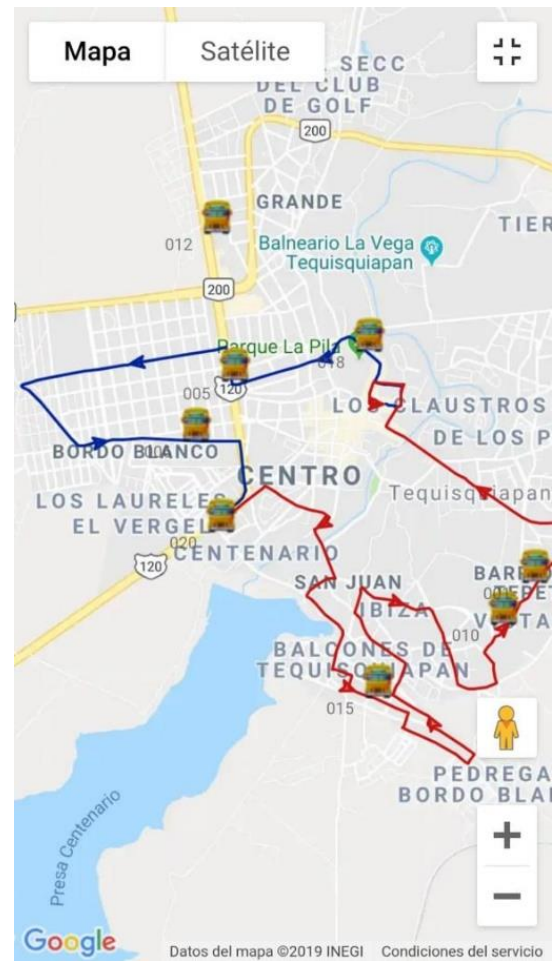 Mapa
Satélite
SECC
DEL CLUB
DE GOLF
200
GRANDE
TIER
012
Balneario La Vega
Tequisquiapan
200
Parque La Pila
018
005
120
LOS CLAUSTROS
DE LOS P
BORDO BLANCO
CENTRO
LOS LAURELES
EL VERGEL
Tequisquiapan
020
CENTENARIO
120
SAN JUAN
IBIZA
BARR
010
BALCONES DE
TEQUISQUIAPAN
015
PEDREGA
BORDO BLAN
Presa Centenario
Google
Datos del mapa ©2019 INEGI
Condiciones del servicio